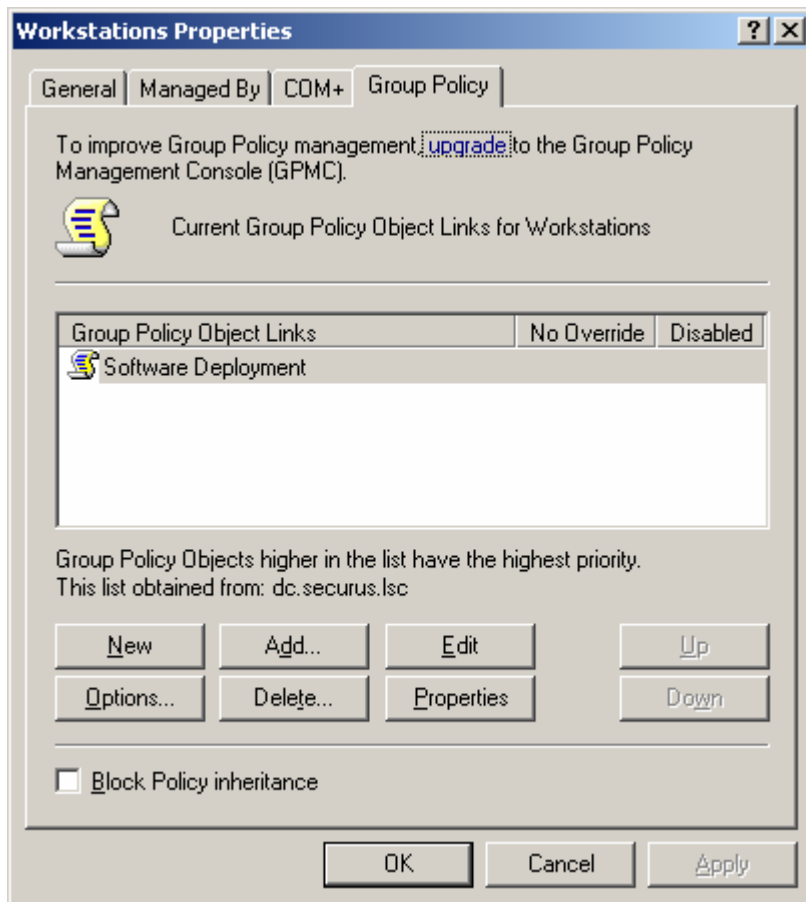 Workstations Properties
General Managed By COM+ Group Policy
To improve Group Policy management, upgrade to the Group Policy
Management Console (GPMC).
Current Group Policy Object Links for Workstations
Group Policy Object Links No Override Disabled
Software Deployment
Group Policy Objects higher in the list have the highest priority.
This list obtained from: dc.securus.lsc
New Add... Edit Up
Options... Delete... Properties Down
Block Policy inheritance
OK Cancel Apply